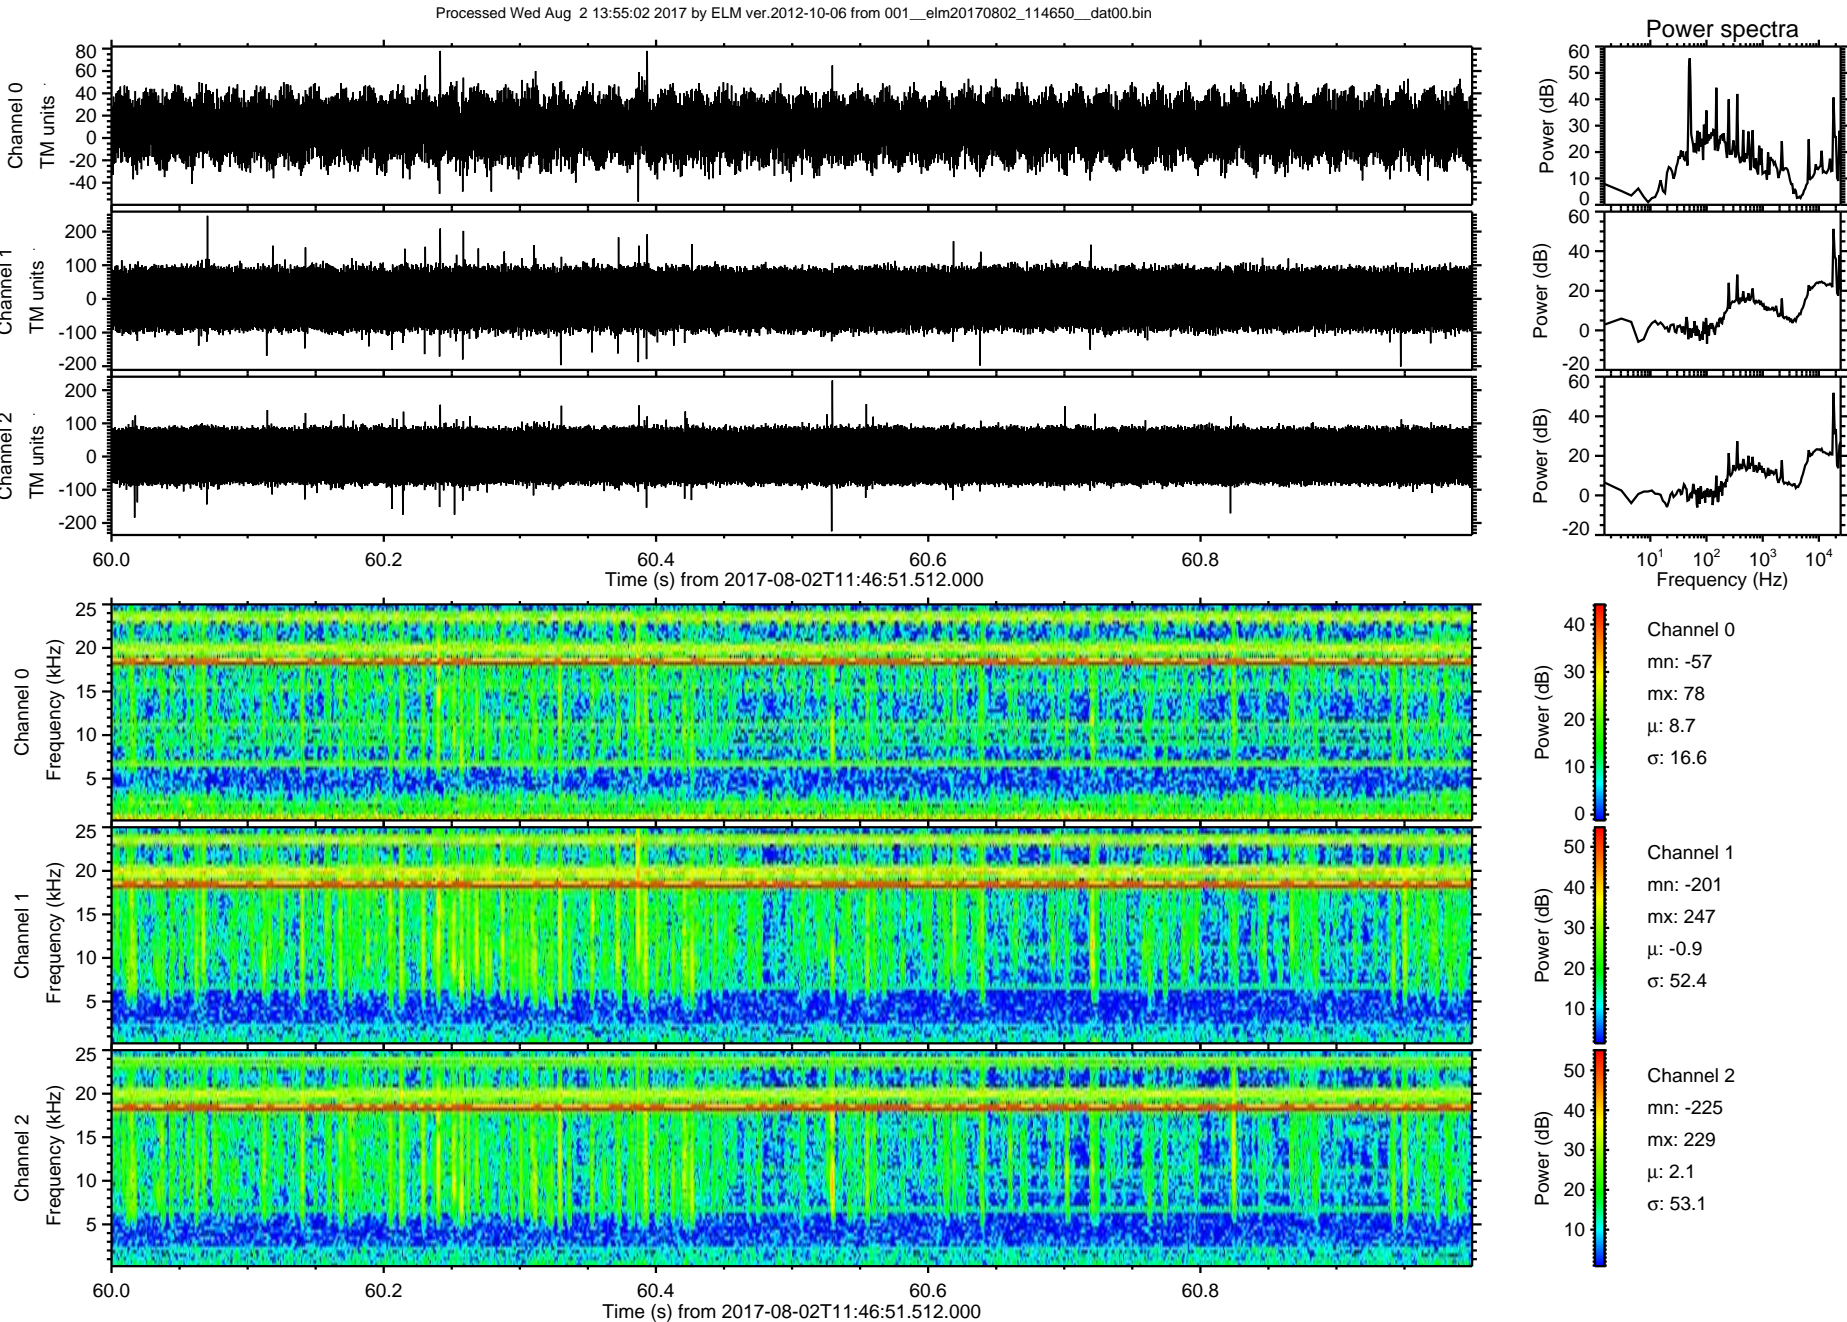 Processed Wed Aug  2 13:55:02 2017 by ELM ver.2012-10-06 from 001__elm20170802_114650__dat00.bin
Power spectra
Channel 0
TM units
80
60
40
20
0
-20
-40
Power (dB)
60
50
40
30
20
10
0
Channel 1
TM units
200
100
0
-100
-200
Power (dB)
60
40
20
0
-20
Channel 2
TM units
200
100
0
-100
-200
Power (dB)
60
40
20
0
-20
60.0 60.2 60.4 60.6 60.8
Time (s) from 2017-08-02T11:46:51.512.000
10^1 10^2 10^3 10^4
Frequency (Hz)
Channel 0
Frequency (kHz)
25
20
15
10
5
Power (dB)
40
30
20
10
0
Channel 0
mn: -57
mx: 78
μ: 8.7
σ: 16.6
Channel 1
Frequency (kHz)
25
20
15
10
5
Power (dB)
50
40
30
20
10
Channel 1
mn: -201
mx: 247
μ: -0.9
σ: 52.4
Channel 2
Frequency (kHz)
25
20
15
10
5
Power (dB)
50
40
30
20
10
Channel 2
mn: -225
mx: 229
μ: 2.1
σ: 53.1
60.0 60.2 60.4 60.6 60.8
Time (s) from 2017-08-02T11:46:51.512.000